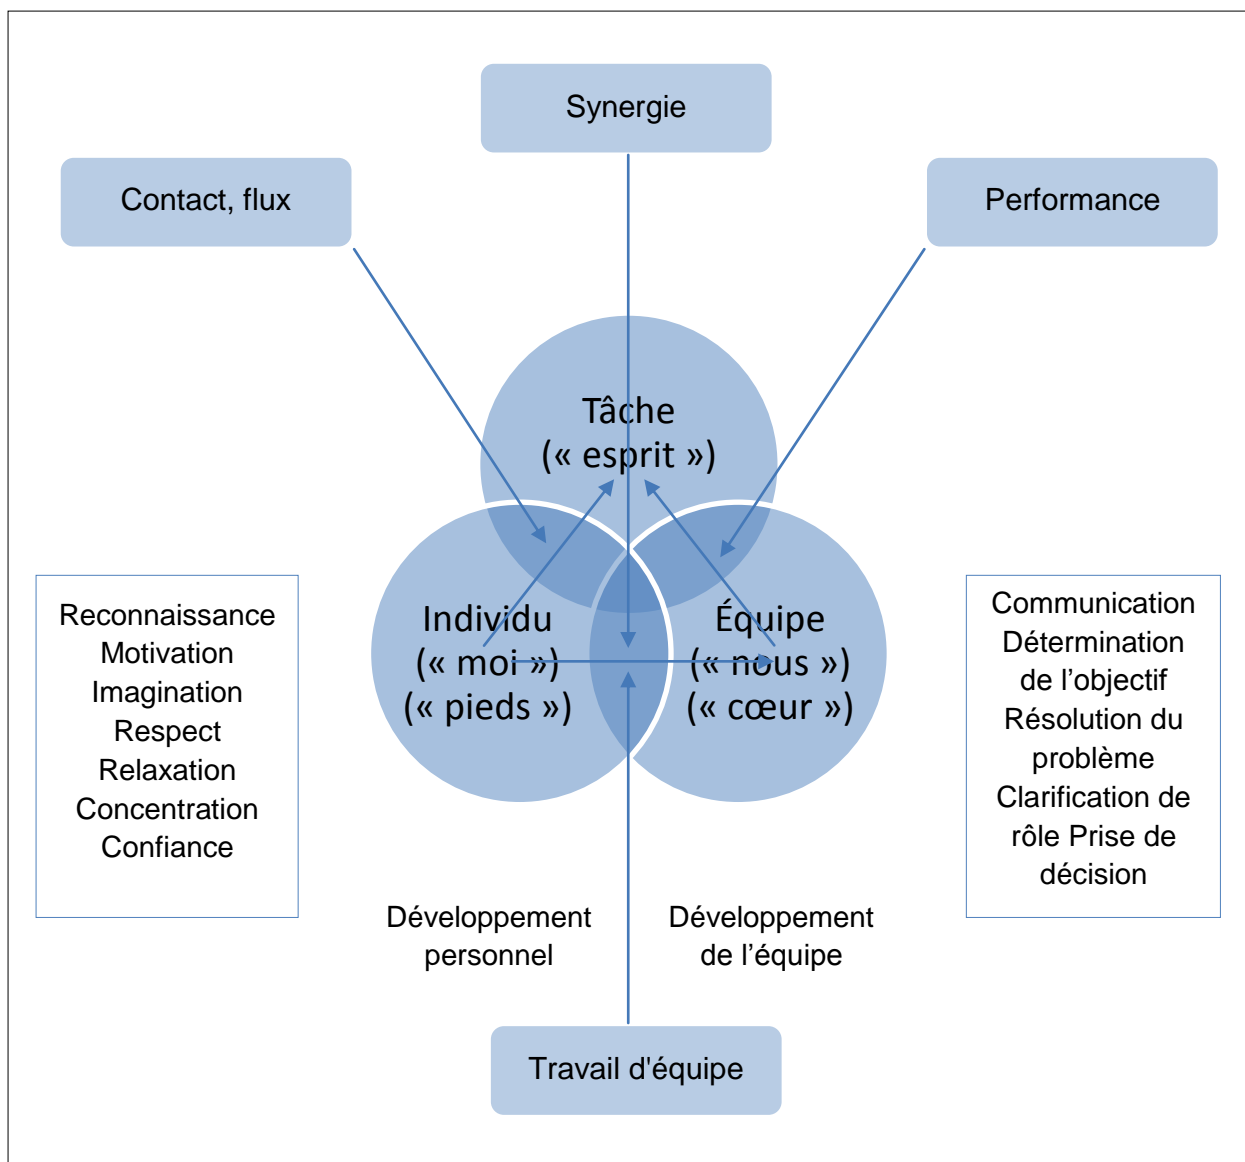 Synergie
Contact, flux
Performance
Tâche
(« esprit »)
Individu
(« moi »)
(« pieds »)
Équipe
(« nous »)
(« cœur »)
Reconnaissance
Motivation
Imagination
Respect
Relaxation
Concentration
Confiance
Communication
Détermination
de l’objectif
Résolution du
problème
Clarification de
rôle Prise de
décision
Développement
personnel
Développement
de l’équipe
Travail d'équipe